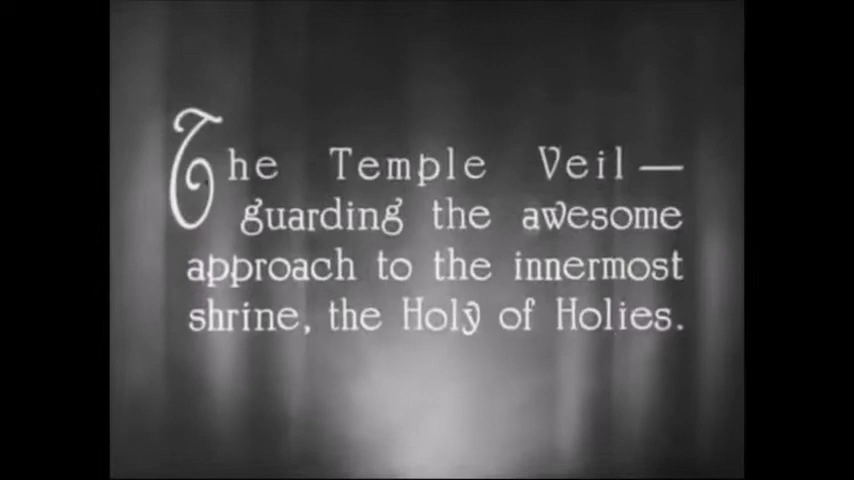 The Temple Veil—
guarding the awesome
approach to the innermost
shrine, the Holy of Holies.